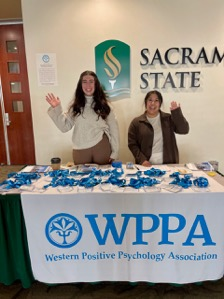 SACRAM
STATE
WPPA
Western Positive Psychology Association